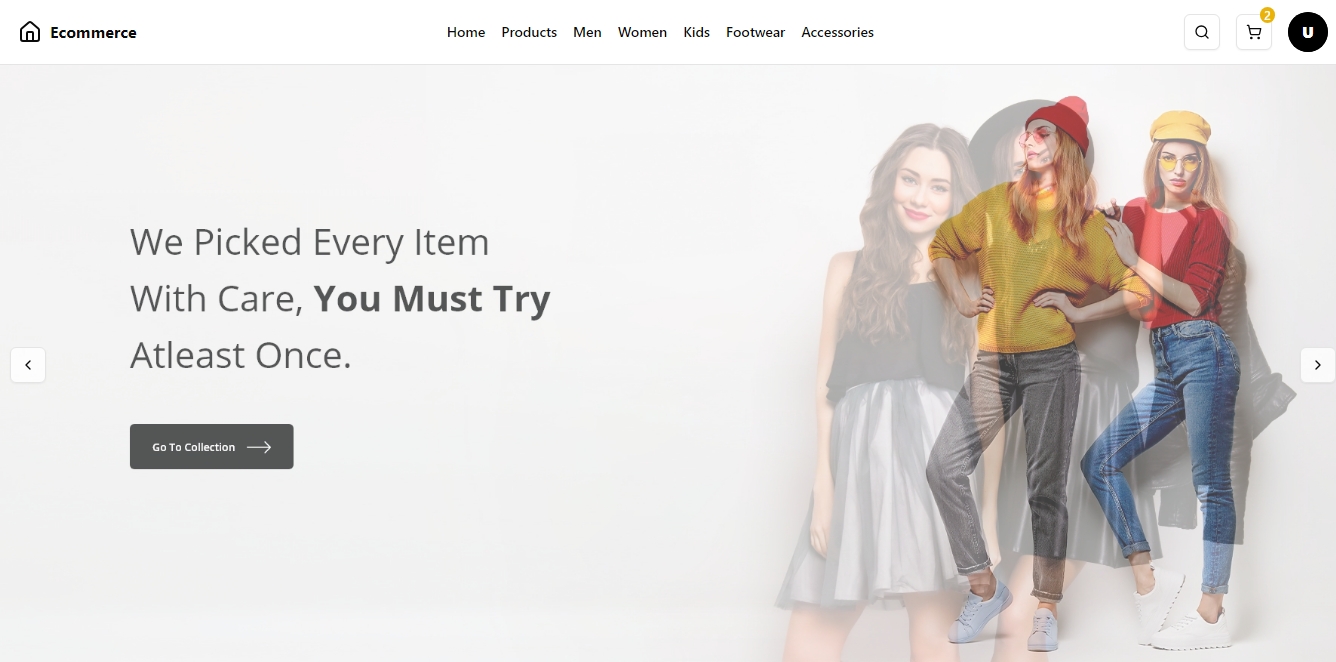 Ecommerce
Home Products Men Women Kids Footwear Accessories
2
U
We Picked Every Item
With Care, You Must Try
Atleast Once.
Go To Collection